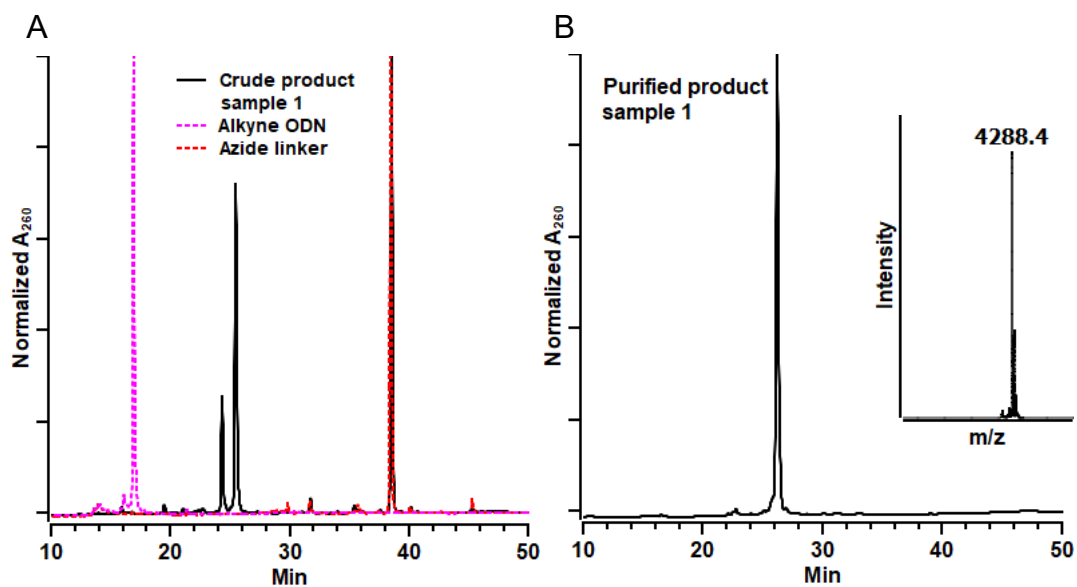 A
Normalized A260
Crude product
sample 1
Alkyne ODN
Azide linker
10 20 30 40 50
Min
B
Normalized A260
Purified product
sample 1
4288.4
Intensity
m/z
10 20 30 40 50
Min